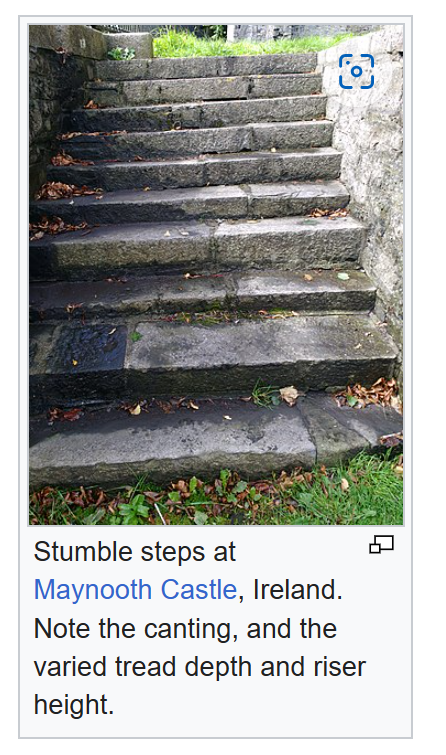 Stumble steps at
Maynooth Castle, Ireland.
Note the canting, and the
varied tread depth and riser
height.